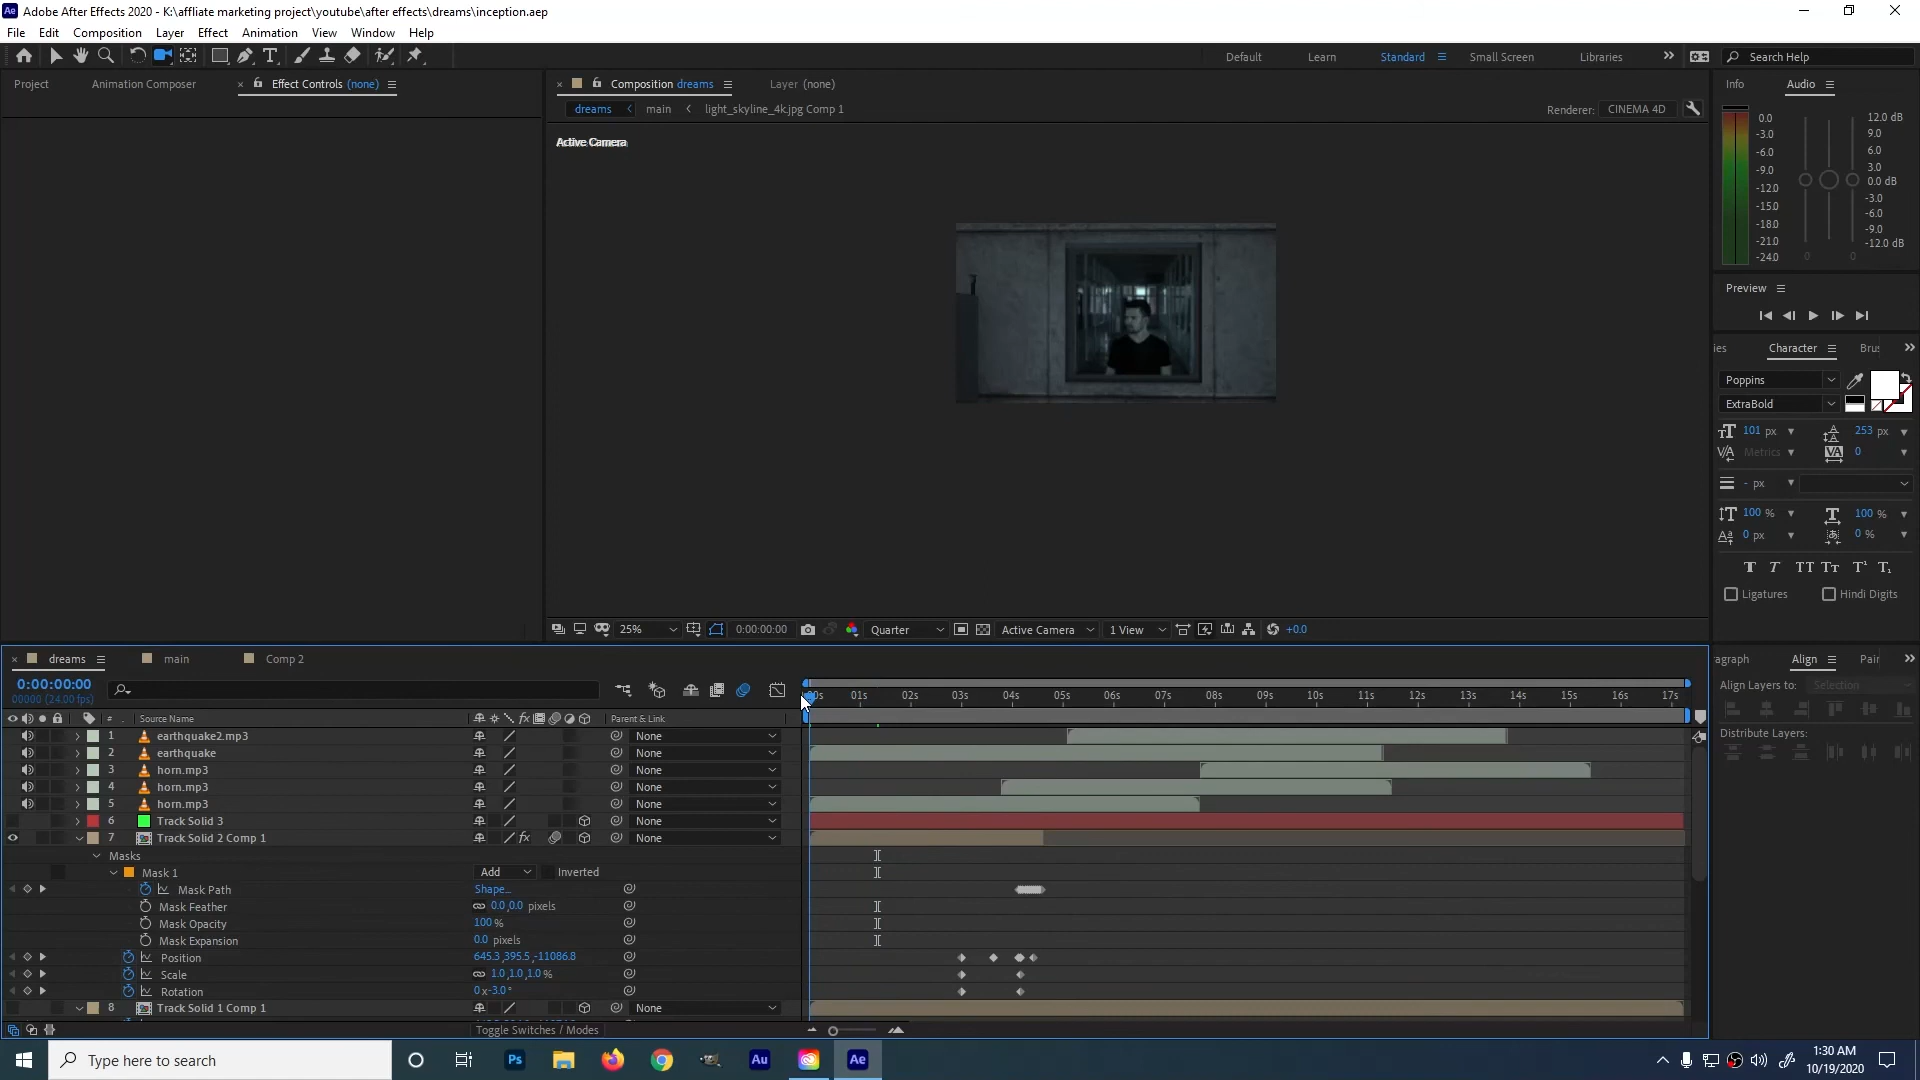 Adobe After Effects 2020 - K:\affliate marketing project\youtube\after effects\dreams\inception.aep
File Edit Composition Layer Effect Animation View Window Help
Default Learn Standard Small Screen Libraries Search Help
Project Animation Composer Effect Controls (none)
Composition dreams Layer (none)
dreams main light_skyline_4k.jpg Comp 1 Renderer: CINEMA 4D
Active Camera
Info Audio
0.0 12.0 dB
-3.0 9.0
-6.0 6.0
-9.0 3.0
-12.0 0.0 dB
-15.0 -3.0
-18.0 -6.0
-21.0 -9.0
-24.0 -12.0 dB
0 0
Preview
ies Character Brus
Poppins
ExtraBold
101 px 253 px
Metrics 0
- px
100 % 100 %
0 px 0 %
Ligatures Hindi Digits
25% 0:00:00:00 Quarter Active Camera 1 View +0.0
dreams main Comp 2
ragraph Align Pair
Align Layers to: Selection
Distribute Layers:
0:00:00:00
00000 (24.00 fps)
00s 01s 02s 03s 04s 05s 06s 07s 08s 09s 10s 11s 12s 13s 14s 15s 16s 17s
# Source Name Parent & Link
1 earthquake2.mp3 None
2 earthquake None
3 horn.mp3 None
4 horn.mp3 None
5 horn.mp3 None
6 Track Solid 3 None
7 Track Solid 2 Comp 1 None
Masks
Mask 1 Add Inverted
Mask Path Shape...
Mask Feather 0.0 ,0.0 pixels
Mask Opacity 100 %
Mask Expansion 0.0 pixels
Position 645.3 ,395.5 ,-11086.8
Scale 1.0 ,1.0 ,1.0 %
Rotation 0 x-3.0 °
8 Track Solid 1 Comp 1 None
Toggle Switches / Modes
Type here to search
1:30 AM
10/19/2020